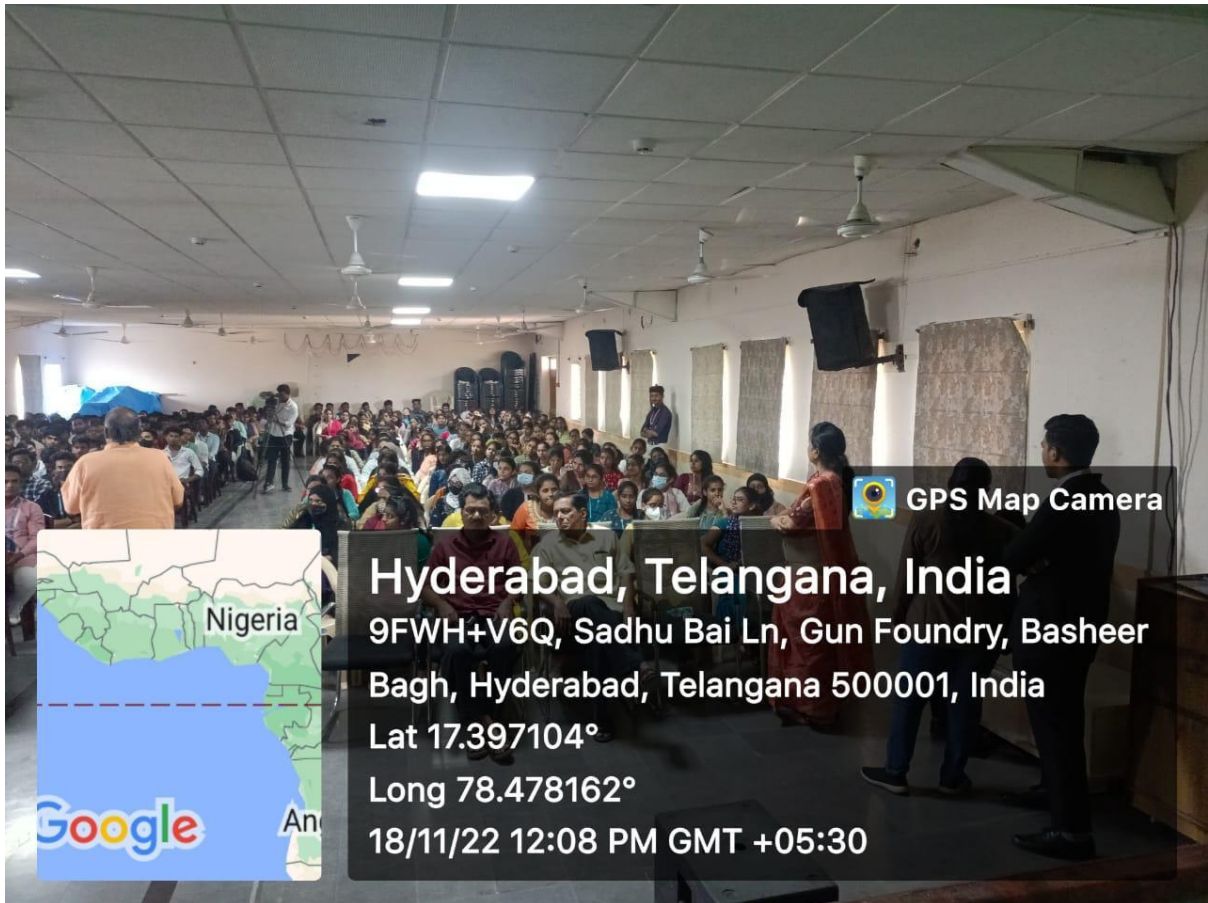 GPS Map Camera
Hyderabad, Telangana, India
9FWH+V6Q, Sadhu Bai Ln, Gun Foundry, Basheer
Bagh, Hyderabad, Telangana 500001, India
Lat 17.397104°
Long 78.478162°
18/11/22 12:08 PM GMT +05:30
Nigeria
Google
An